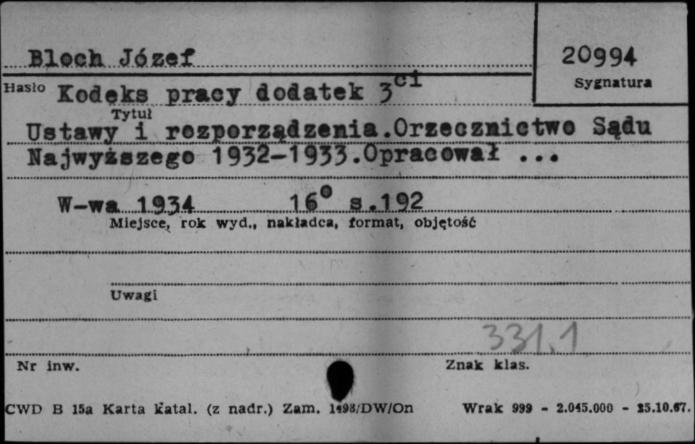 Bloch Józef
20994
Hasło
Sygnatura
Kodeks pracy dodatek 3ci
Tytuł
Ustawy i rozporządzenia.Orzecznictwo Sądu
Najwyższego 1932-1933.Opracował ...
W-wa 1934 16° s.192
Miejsce, rok wyd., nakładca, format, objętość
Uwagi
331.1
Nr inw.
Znak klas.
CWD B 15a Karta katal. (z nadr.) Zam. 1498/DW/On Wrak 999 - 2.045.000 - 25.10.67.